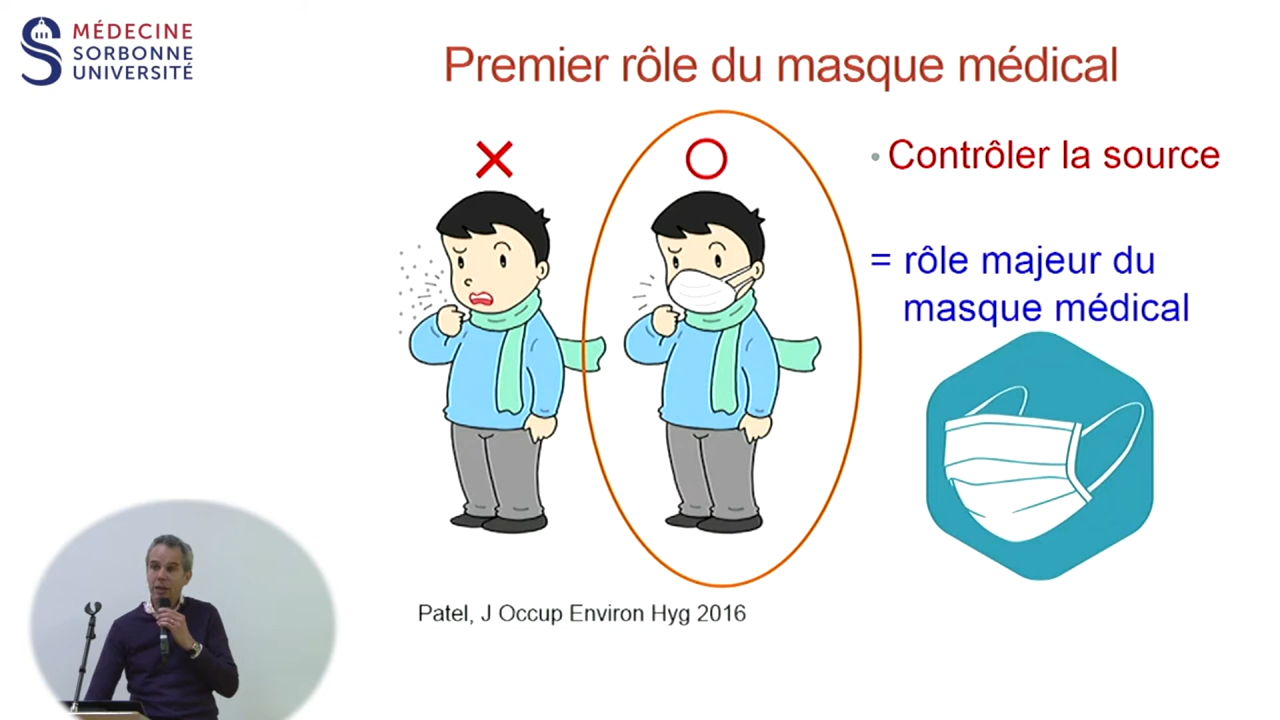 MÉDECINE
SORBONNE
UNIVERSITÉ
Premier rôle du masque médical
• Contrôler la source
= rôle majeur du
masque médical
Patel, J Occup Environ Hyg 2016